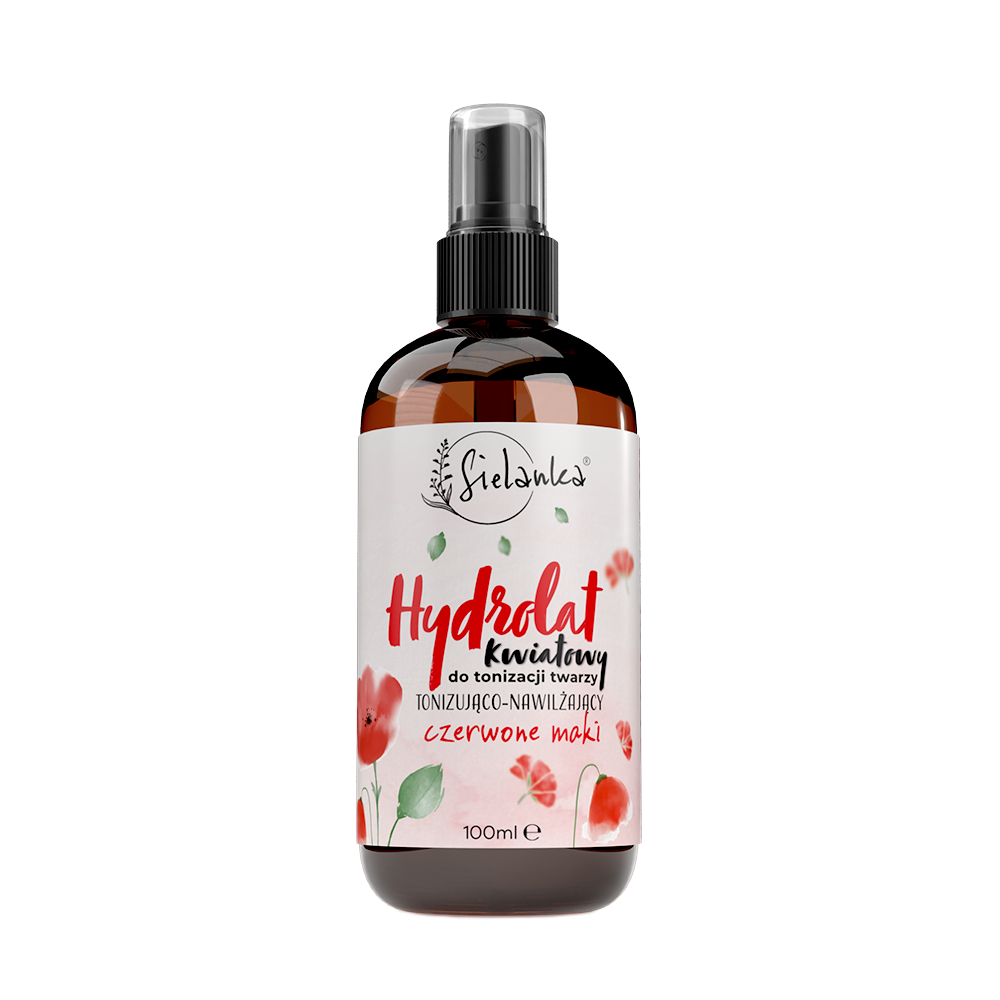 Sielanka®
Hydrolat
kwiatowy
do tonizacji twarzy
TONIZUJĄCO-NAWILŻAJĄCY
czerwone maki
100ml ℮